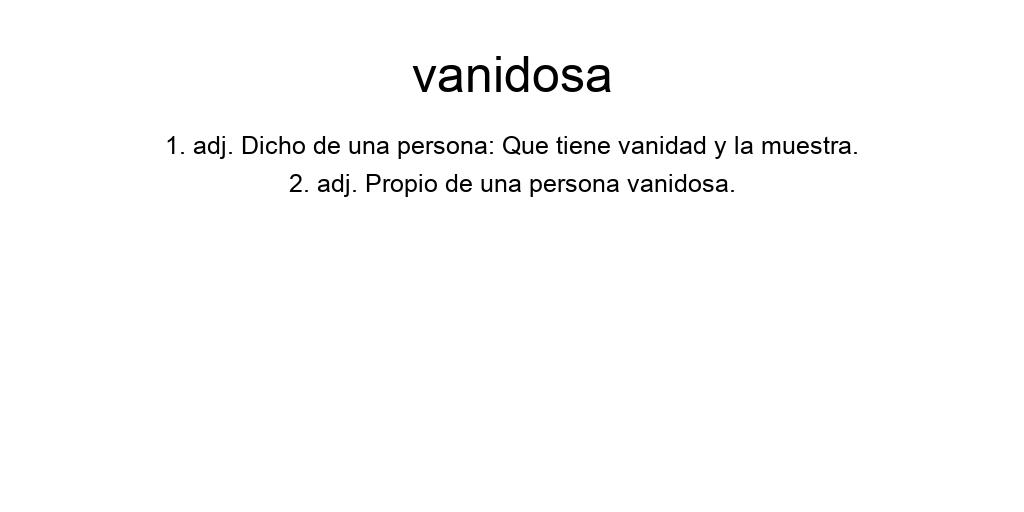 vanidosa
1. adj. Dicho de una persona: Que tiene vanidad y la muestra.
2. adj. Propio de una persona vanidosa.